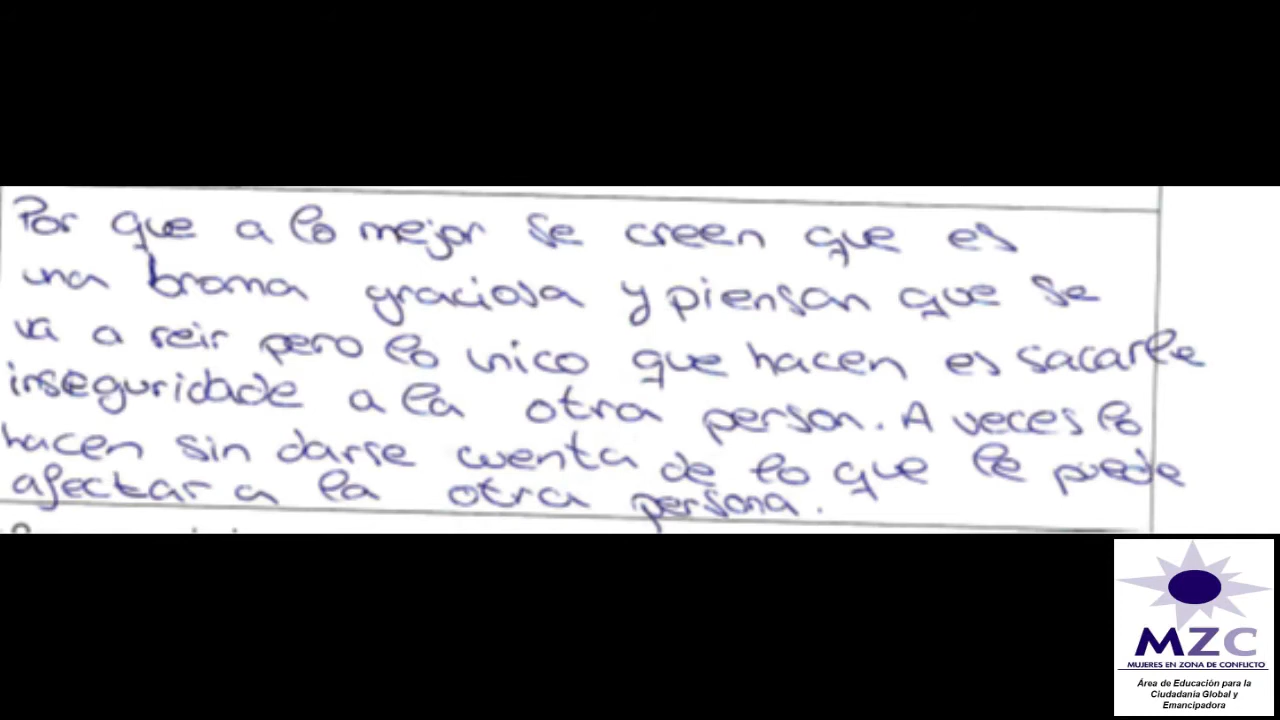 Por que a lo mejor se creen que es
una broma graciosa y piensan que se
va a reir pero lo unico que hacen es sacarle
inseguridade a la otra person. A veces lo
hacen sin darse cuenta de lo que le puede
afectar a la otra persona.
MZC
MUJERES EN ZONA DE CONFLICTO
Área de Educación para la
Ciudadanía Global y
Emancipadora